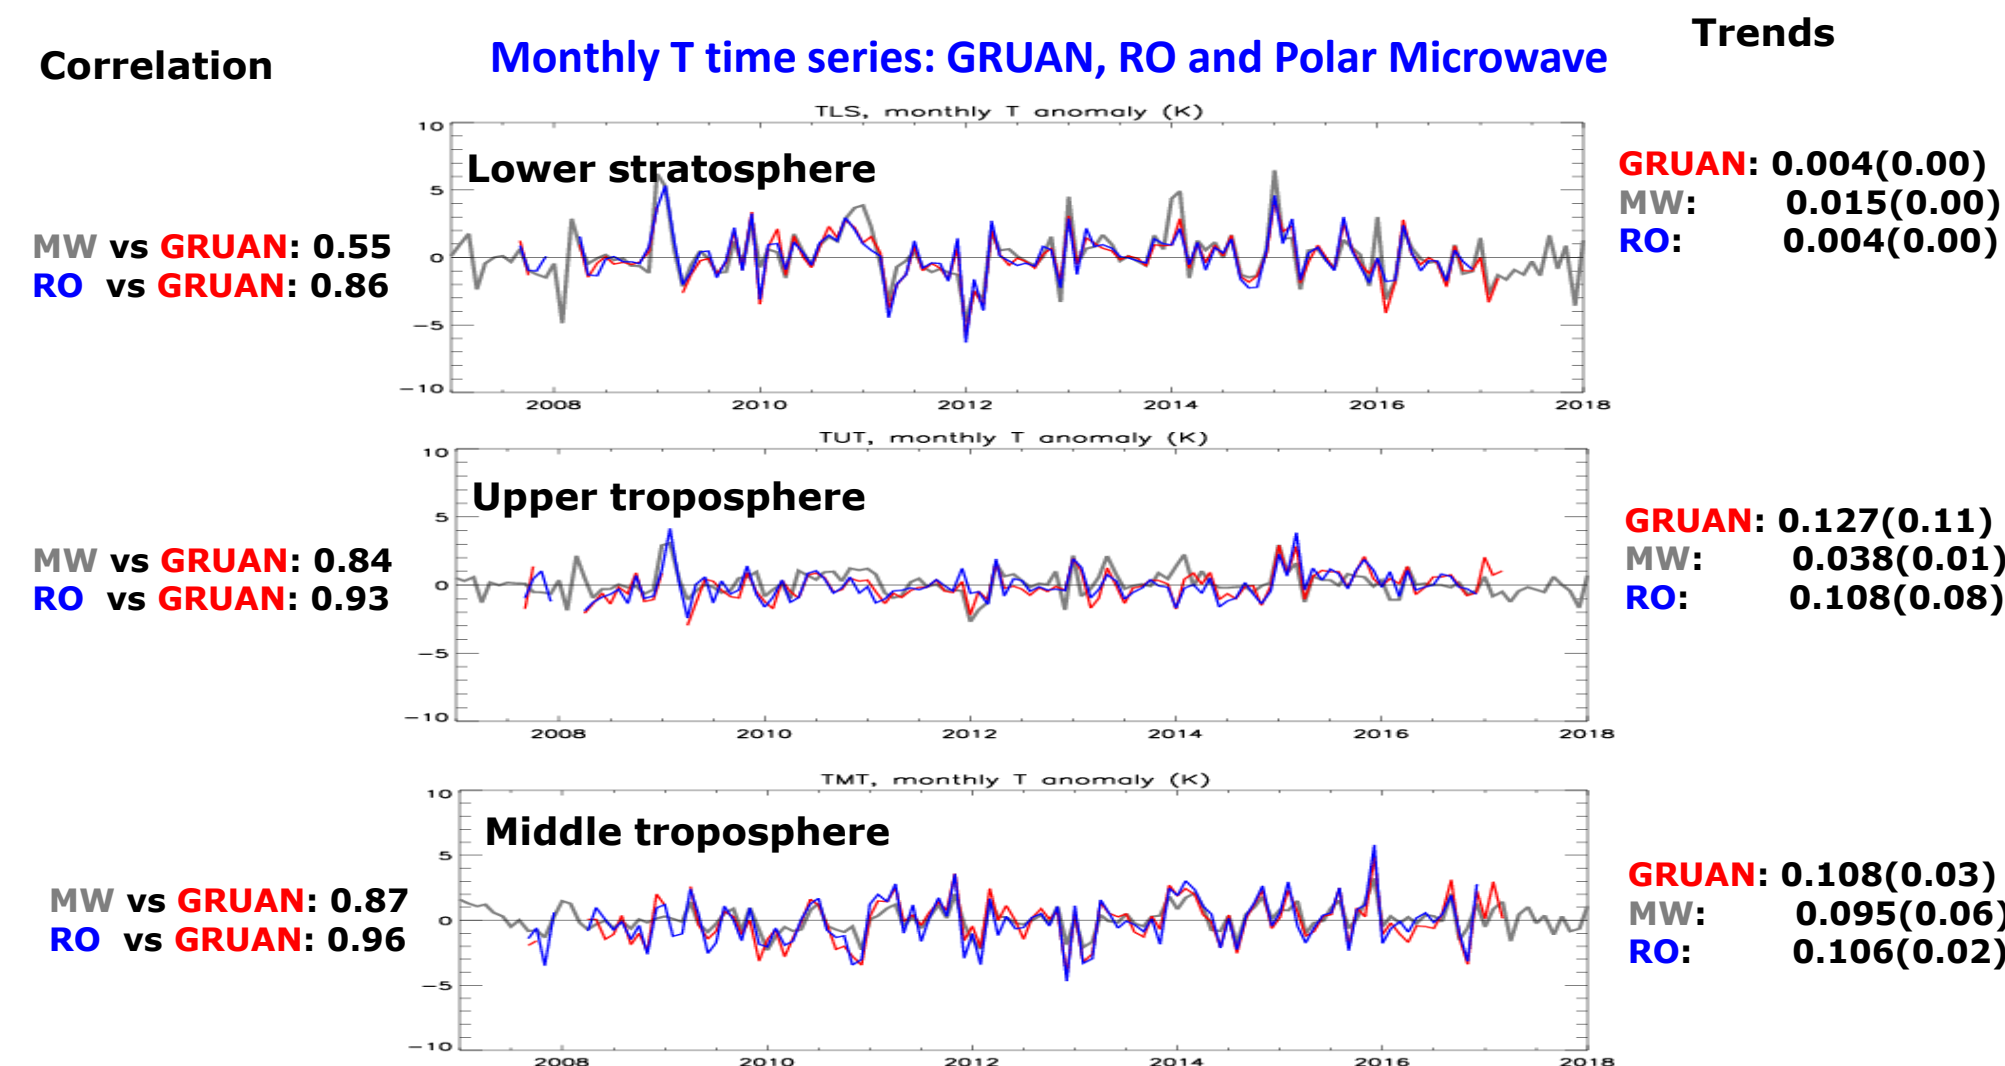 Correlation
Monthly T time series: GRUAN, RO and Polar Microwave
Trends
TLS, monthly T anomaly (K)
Lower stratosphere
10
5
0
−5
−10
2008 2010 2012 2014 2016 2018
MW vs GRUAN: 0.55
RO vs GRUAN: 0.86
GRUAN: 0.004(0.00)
MW: 0.015(0.00)
RO: 0.004(0.00)
TUT, monthly T anomaly (K)
Upper troposphere
10
5
0
−5
−10
2008 2010 2012 2014 2016 2018
MW vs GRUAN: 0.84
RO vs GRUAN: 0.93
GRUAN: 0.127(0.11)
MW: 0.038(0.01)
RO: 0.108(0.08)
TMT, monthly T anomaly (K)
Middle troposphere
10
5
0
−5
−10
2008 2010 2012 2014 2016 2018
MW vs GRUAN: 0.87
RO vs GRUAN: 0.96
GRUAN: 0.108(0.03)
MW: 0.095(0.06)
RO: 0.106(0.02)